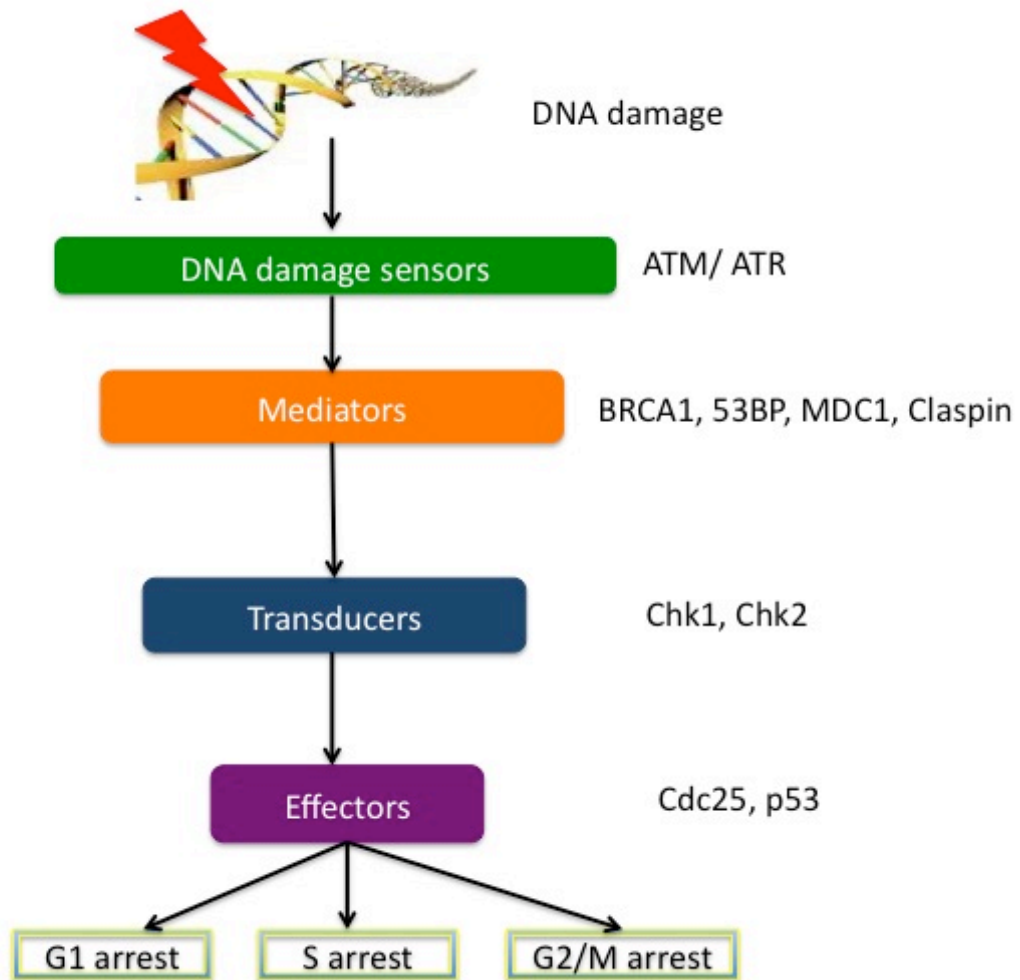 DNA damage
DNA damage sensors
ATM/ ATR
Mediators
BRCA1, 53BP, MDC1, Claspin
Transducers
Chk1, Chk2
Effectors
Cdc25, p53
G1 arrest
S arrest
G2/M arrest